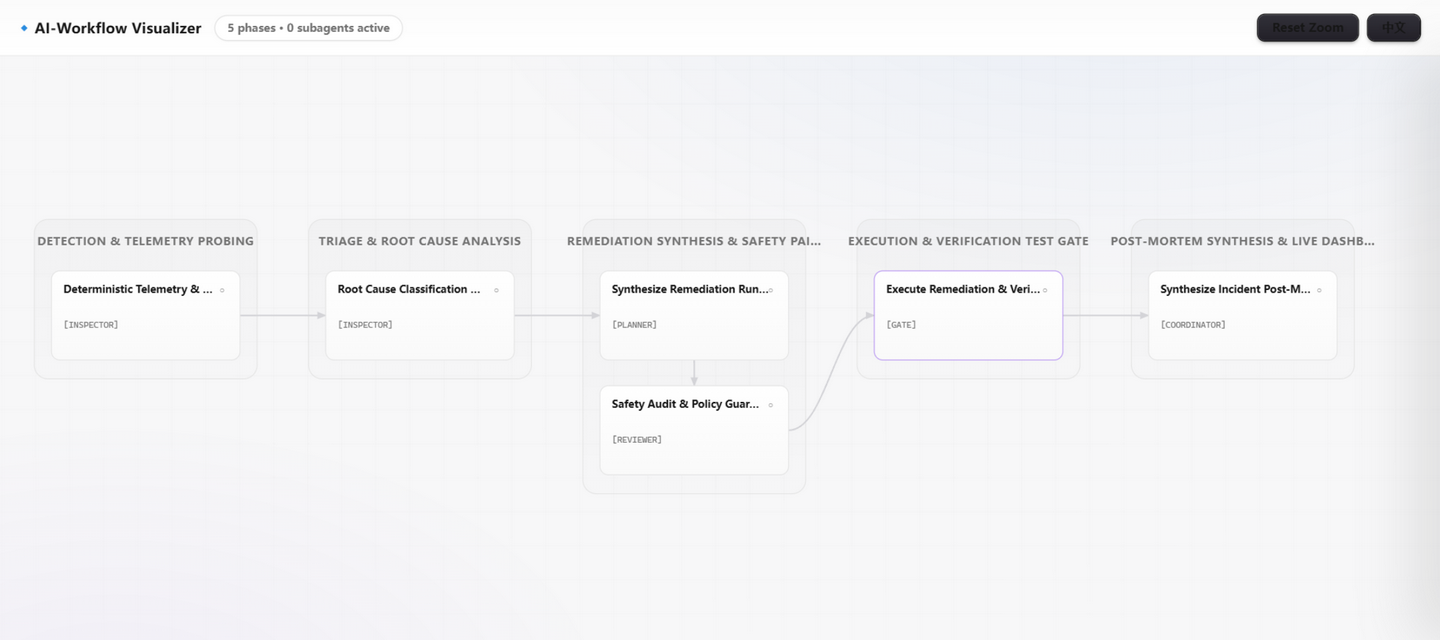 AI-Workflow Visualizer
5 phases • 0 subagents active
Reset Zoom
中文
DETECTION & TELEMETRY PROBING
Deterministic Telemetry & ...
[INSPECTOR]
TRIAGE & ROOT CAUSE ANALYSIS
Root Cause Classification ...
[INSPECTOR]
REMEDIATION SYNTHESIS & SAFETY PAI...
Synthesize Remediation Run...
[PLANNER]
Safety Audit & Policy Guar...
[REVIEWER]
EXECUTION & VERIFICATION TEST GATE
Execute Remediation & Veri...
[GATE]
POST-MORTEM SYNTHESIS & LIVE DASHB...
Synthesize Incident Post-M...
[COORDINATOR]